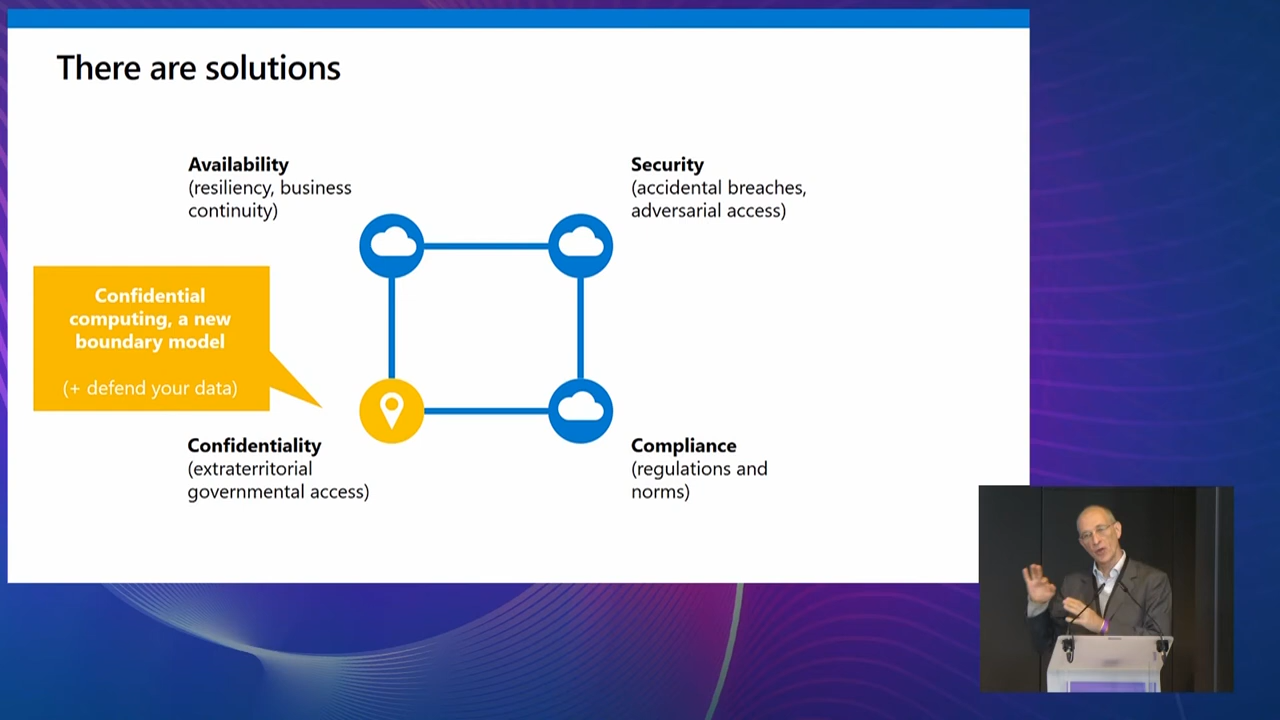 There are solutions
Availability
(resiliency, business
continuity)
Security
(accidental breaches,
adversarial access)
Confidential
computing, a new
boundary model
(+ defend your data)
Confidentiality
(extraterritorial
governmental access)
Compliance
(regulations and
norms)